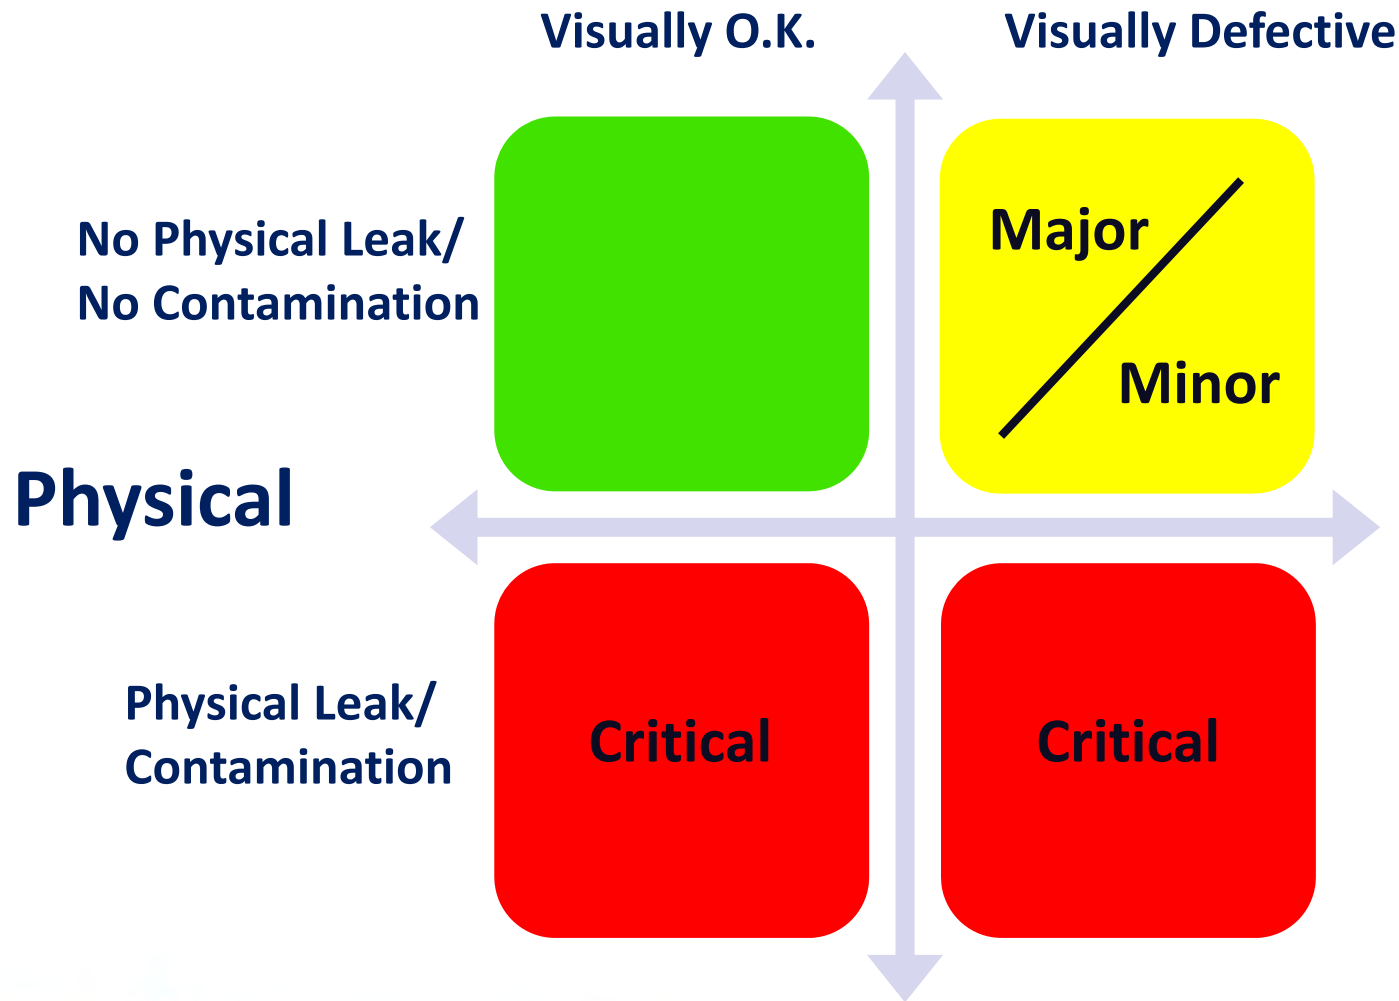 Visually O.K.
Visually Defective
No Physical Leak/
No Contamination
Major
Minor
Physical
Physical Leak/
Contamination
Critical
Critical